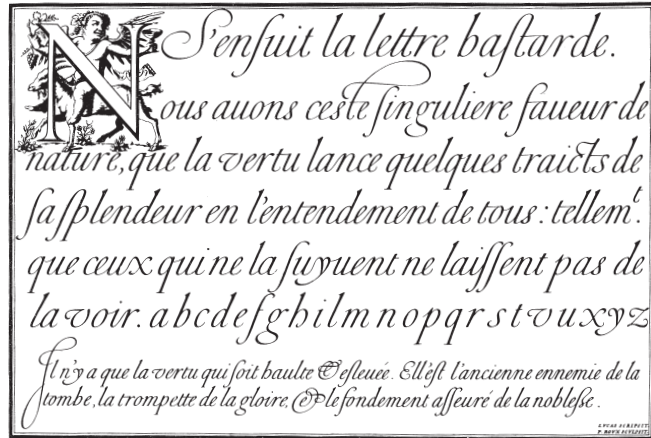 S'enſuit la lettre baſtarde.
Nous auons ceſte ſinguliere faueur de
nature, que la vertu lance quelques traicts de
ſa ſplendeur en l'entendement de tous: tellemᵗ.
que ceux qui ne la ſuyuent ne laiſſent pas de
la voir. a b c d e f g h i l m n o p q r s t v u x y z
Il n'y a que la vertu qui ſoit haulte & eſleuée. Ell'eſt l'ancienne ennemie de la
tombe, la trompette de la gloire, & le fondement aſſeuré de la nobleſſe.
LVCAS SCRIPSIT.